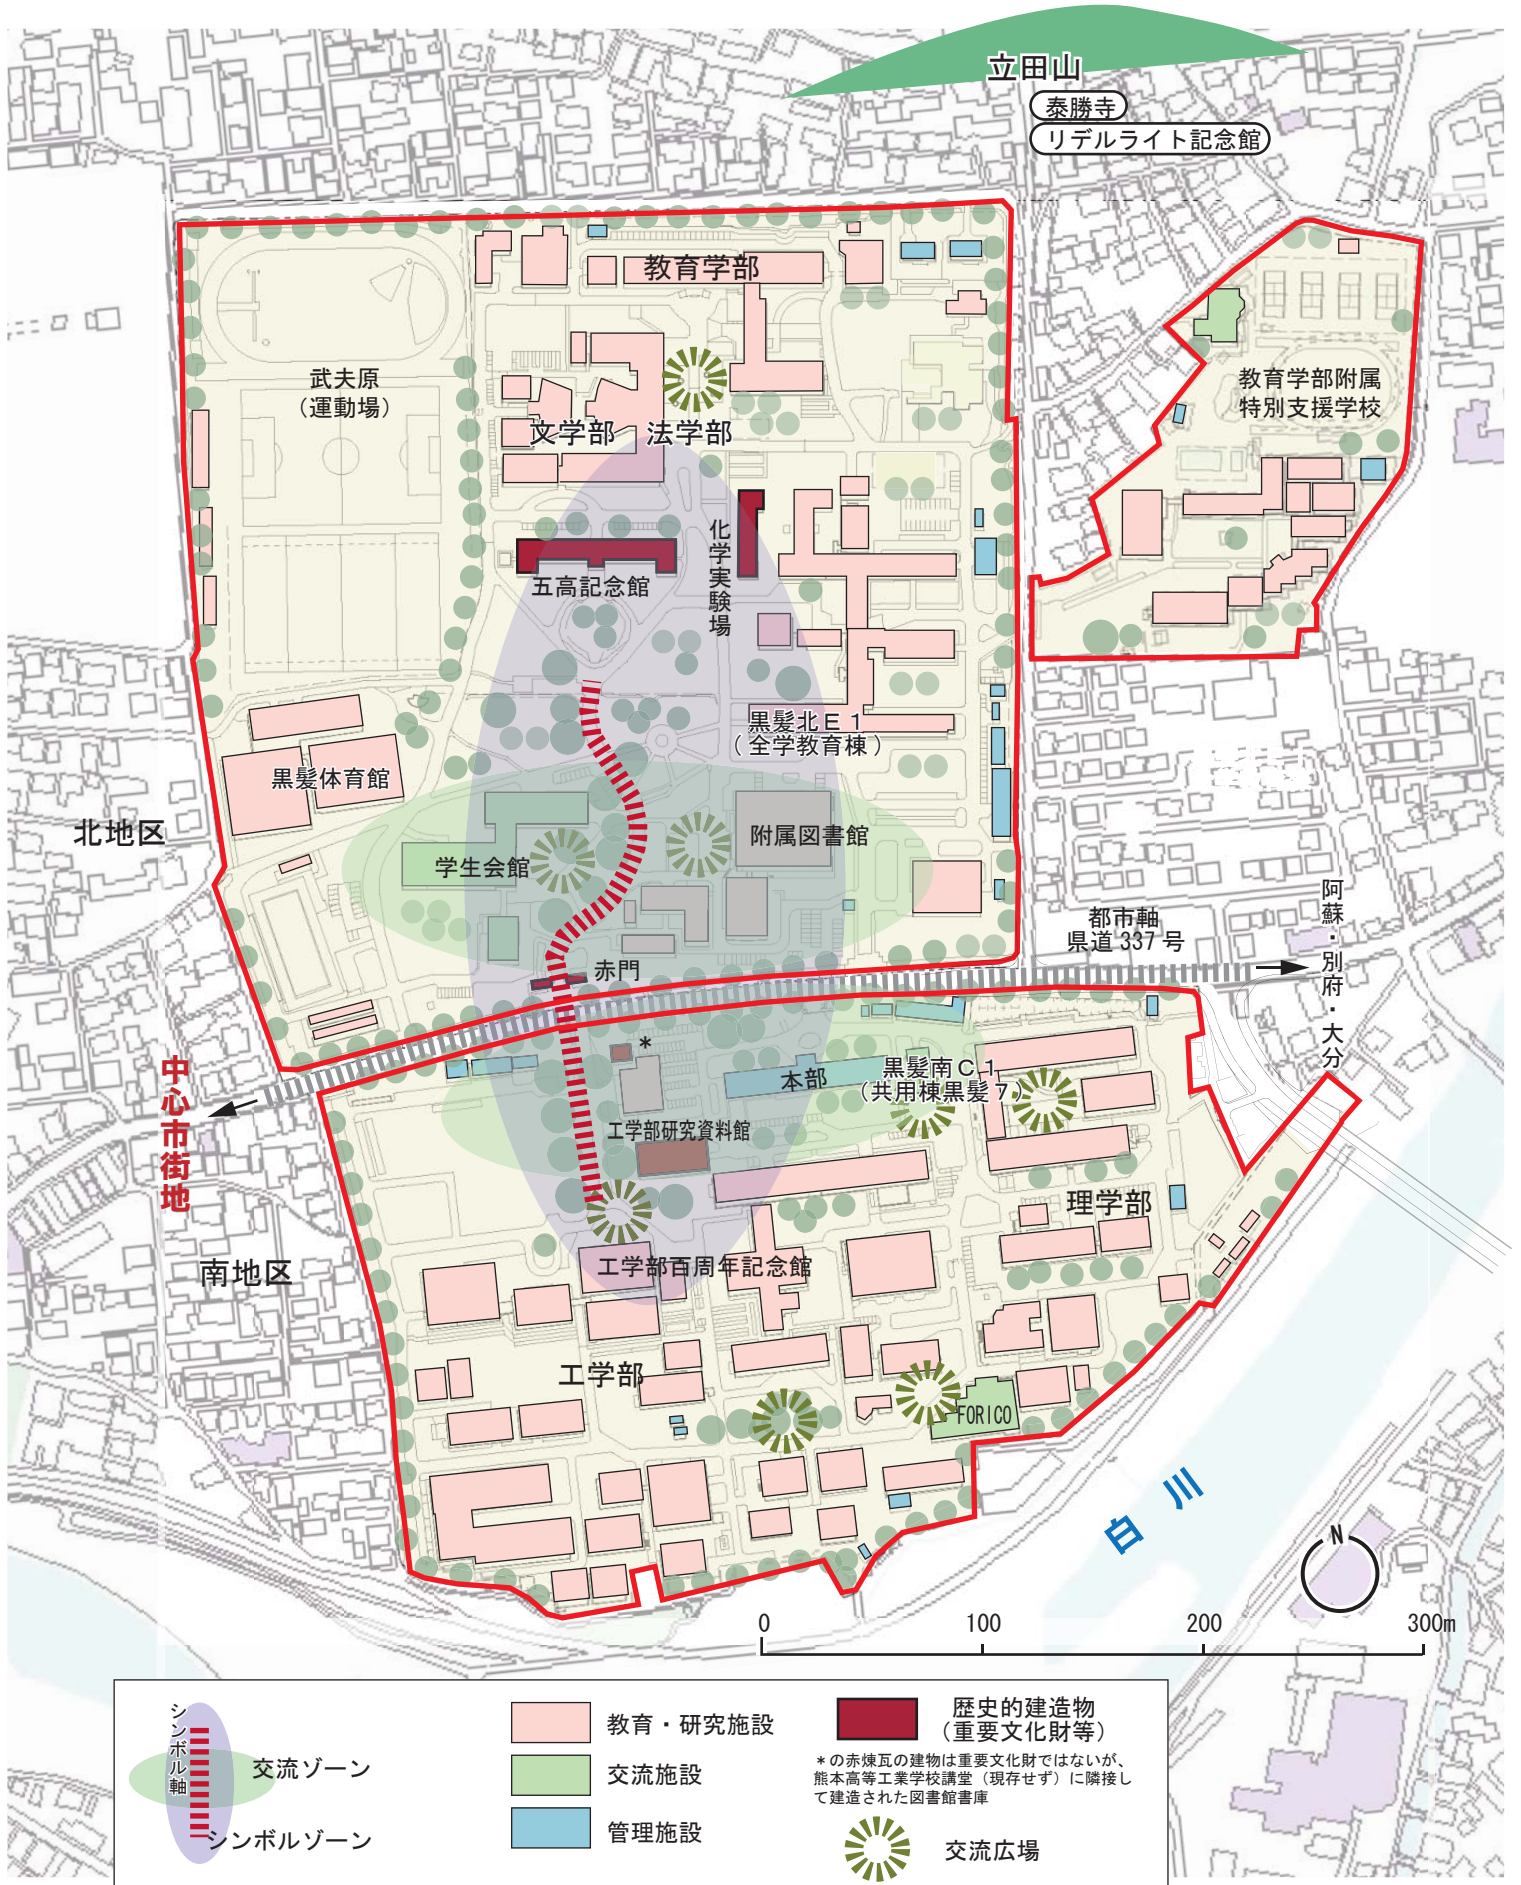 立田山
泰勝寺
リデルライト記念館
教育学部
武夫原
（運動場）
教育学部附属
特別支援学校
文学部
法学部
化学実験場
五高記念館
黒髪北Ｅ１
（全学教育棟）
黒髪体育館
北地区
学生会館
附属図書館
都市軸
県道337号
阿蘇・別府・大分
赤門
*
中心市街地
本部
黒髪南Ｃ１
（共用棟黒髪７）
工学部研究資料館
理学部
南地区
工学部百周年記念館
工学部
FORICO
白川
N
0
100
200
300m
シンボル軸
交流ゾーン
シンボルゾーン
教育・研究施設
交流施設
管理施設
歴史的建造物
（重要文化財等）
*の赤煉瓦の建物は重要文化財ではないが、
熊本高等工業学校講堂（現存せず）に隣接し
て建造された図書館書庫
交流広場